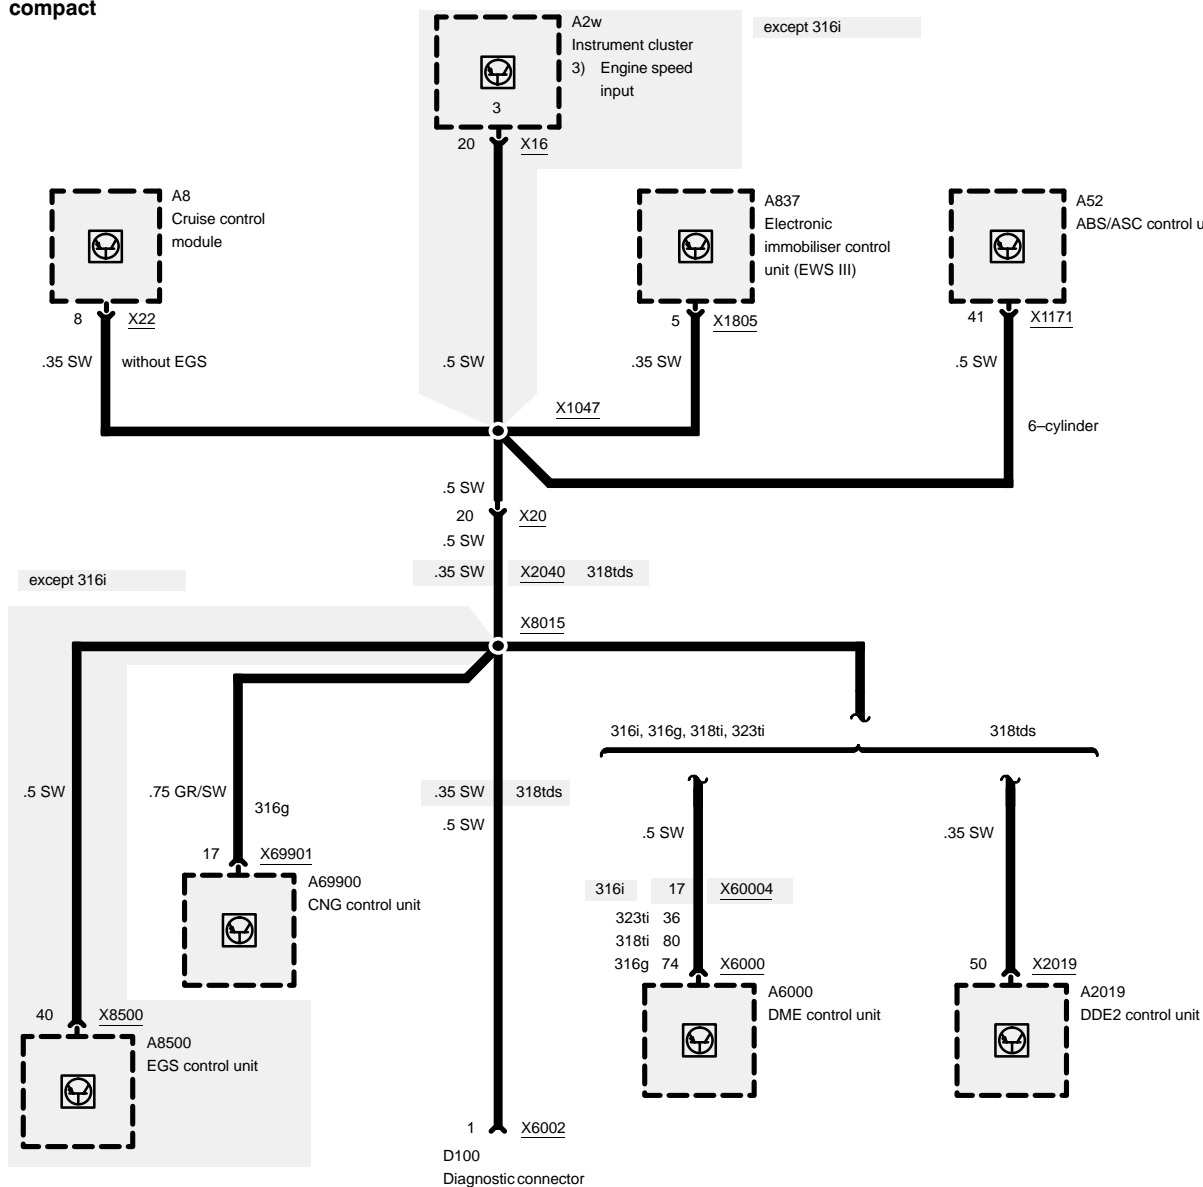 compact
A2w
Instrument cluster
3) Engine speed
input
except 316i
3
20 X16
A8
Cruise control
module
A837
Electronic
immobiliser control
unit (EWS III)
A52
ABS/ASC control u
8 X22
5 X1805
41 X1171
.35 SW without EGS
.5 SW
.35 SW
.5 SW
X1047
6–cylinder
.5 SW
20 X20
.5 SW
.35 SW X2040 318tds
except 316i
X8015
316i, 316g, 318ti, 323ti
318tds
.5 SW
.75 GR/SW
316g
.35 SW 318tds
.5 SW
.5 SW
.35 SW
17 X69901
A69900
CNG control unit
316i 17 X60004
323ti 36
318ti 80
316g 74 X6000
50 X2019
A6000
DME control unit
A2019
DDE2 control unit
40 X8500
A8500
EGS control unit
1 X6002
D100
Diagnostic connector